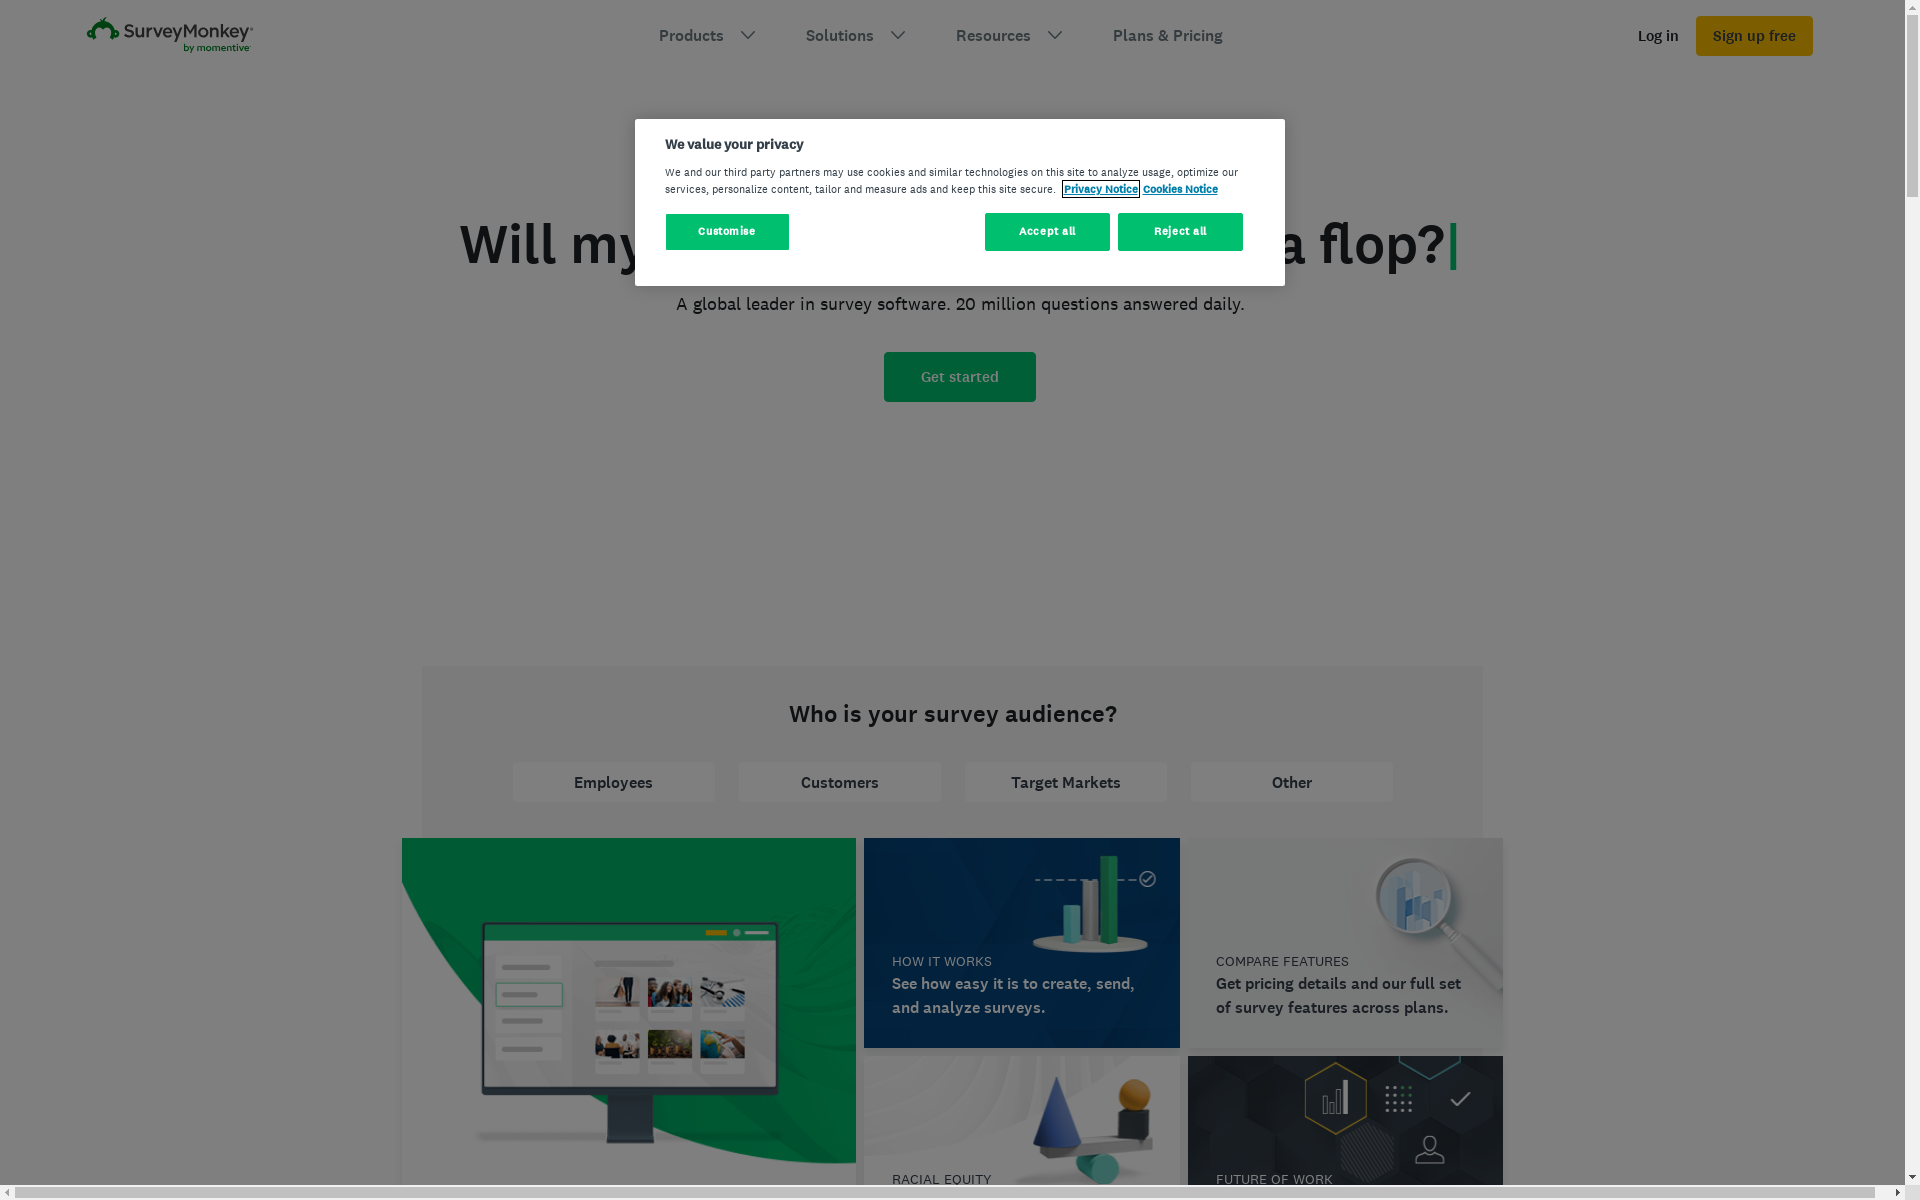 SurveyMonkey
by momentive
Products
Solutions
Resources
Plans & Pricing
Log in
Sign up free
We value your privacy
We and our third party partners may use cookies and similar technologies on this site to analyze usage, optimize our
services, personalize content, tailor and measure ads and keep this site secure. Privacy Notice Cookies Notice
Customise
Accept all
Reject all
Will my
a flop?
A global leader in survey software. 20 million questions answered daily.
Get started
Who is your survey audience?
Employees
Customers
Target Markets
Other
HOW IT WORKS
See how easy it is to create, send,
and analyze surveys.
COMPARE FEATURES
Get pricing details and our full set
of survey features across plans.
RACIAL EQUITY
FUTURE OF WORK